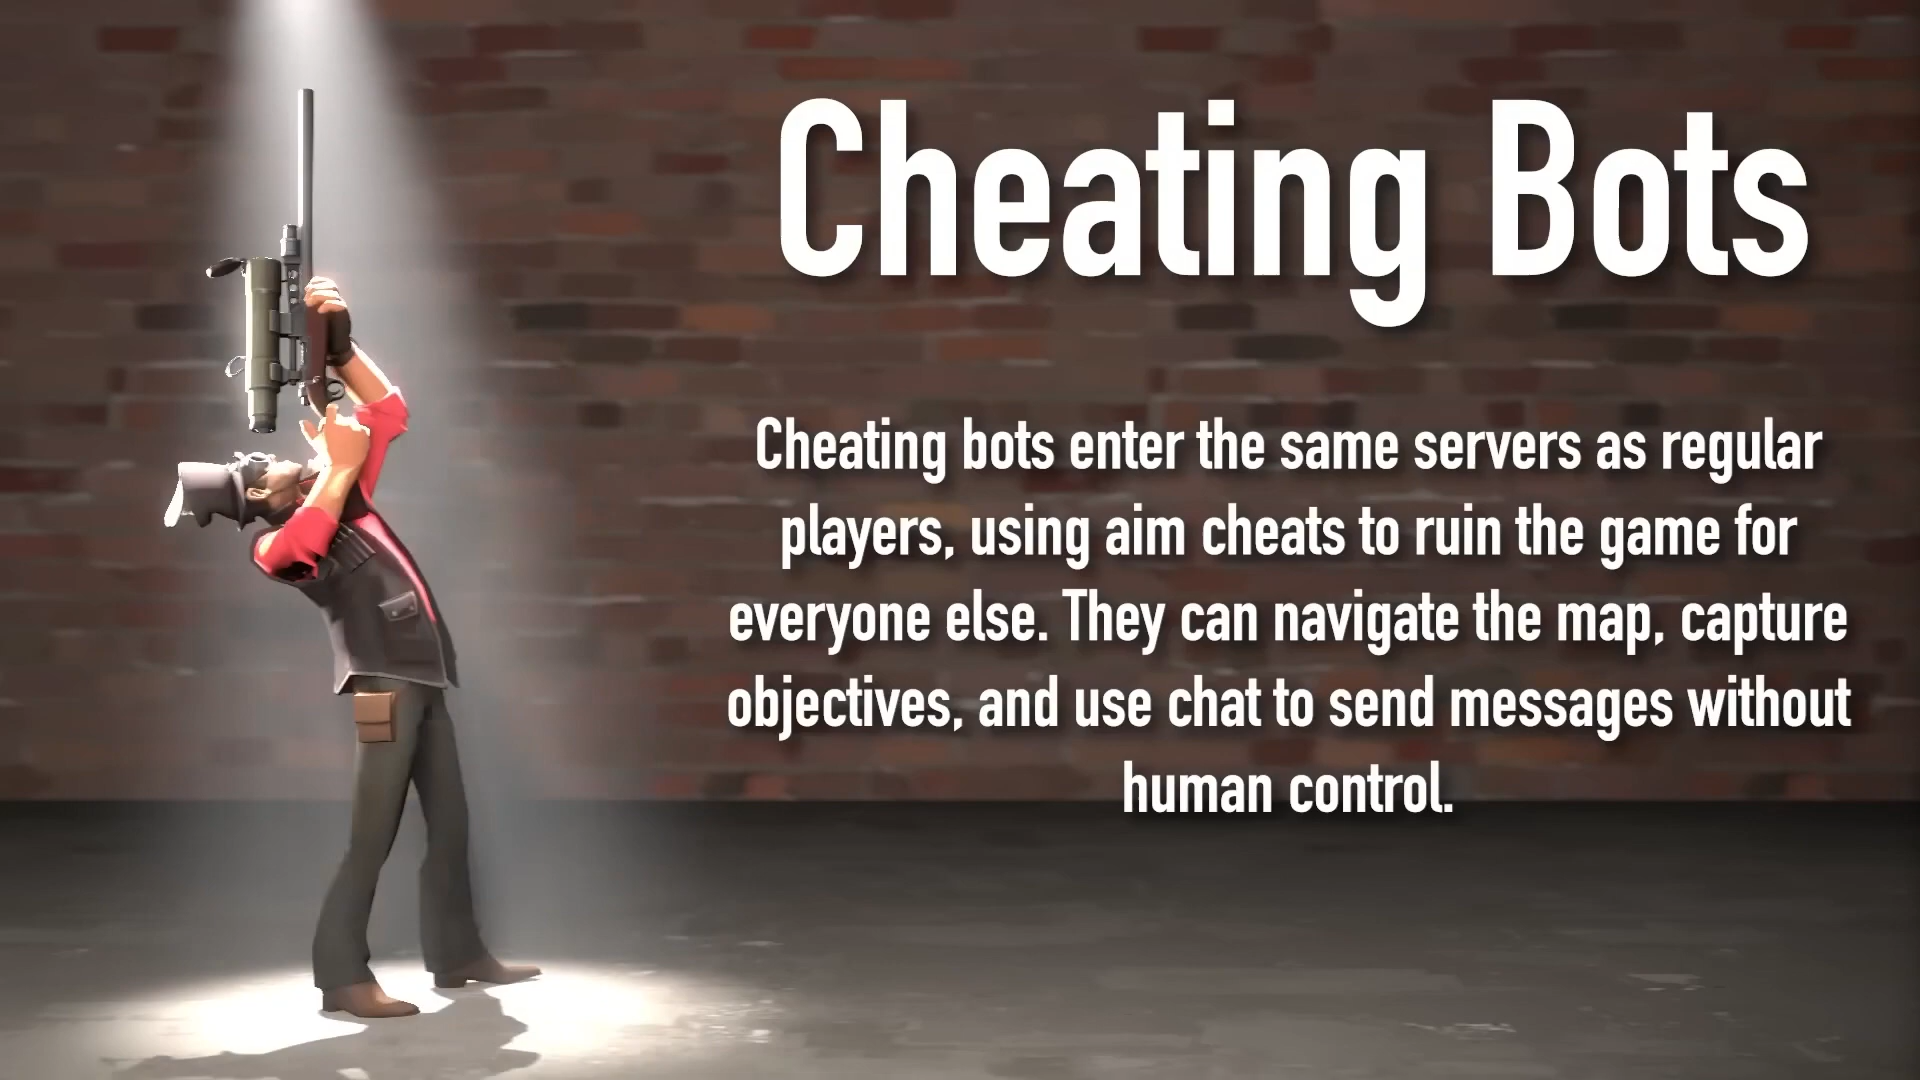 Cheating Bots
Cheating bots enter the same servers as regular
players, using aim cheats to ruin the game for
everyone else. They can navigate the map, capture
objectives, and use chat to send messages without
human control.